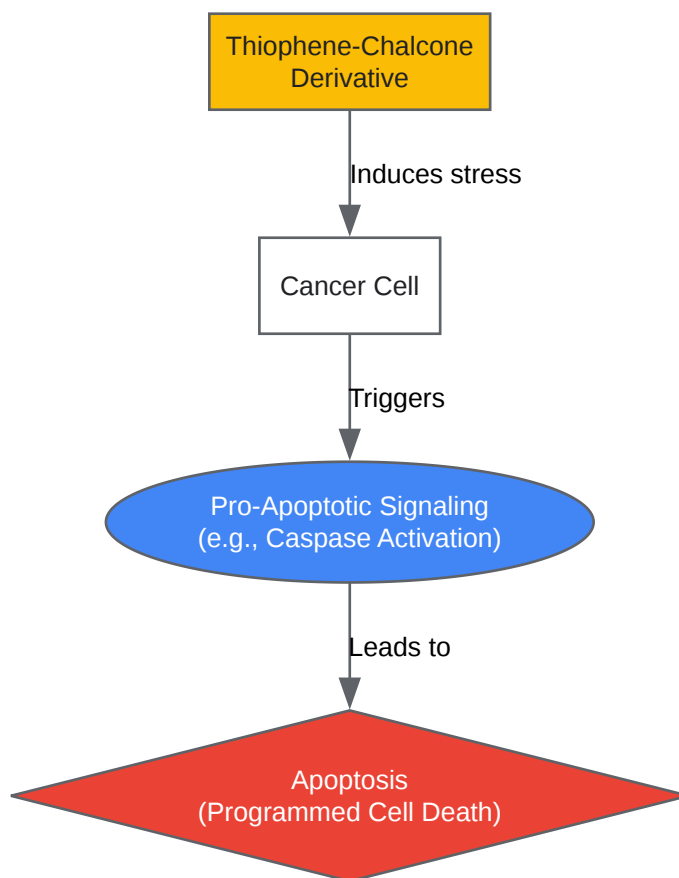 Thiophene-Chalcone
Derivative
Induces stress
Cancer Cell
Triggers
Pro-Apoptotic Signaling
(e.g., Caspase Activation)
Leads to
Apoptosis
(Programmed Cell Death)